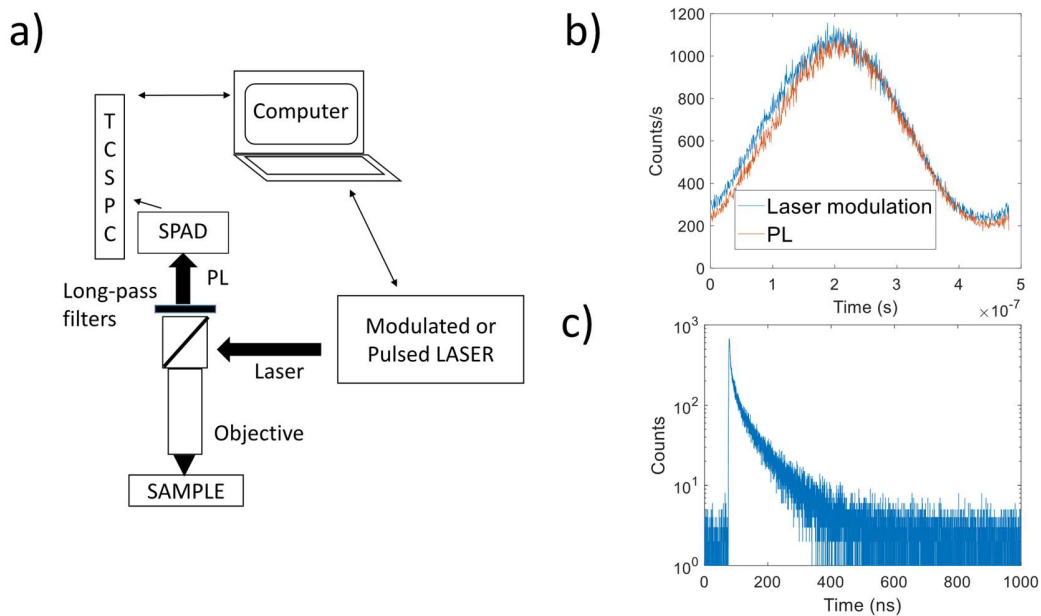 a)
Computer
T
C
S
P
C
SPAD
PL
Long-pass
filters
Laser
Modulated or
Pulsed LASER
Objective
SAMPLE
b)
1200
1000
800
600
400
200
0
Counts/s
Laser modulation
PL
0 1 2 3 4 5
Time (s)
× 10⁻⁷
c)
10³
10²
10¹
10⁰
Counts
0 200 400 600 800 1000
Time (ns)